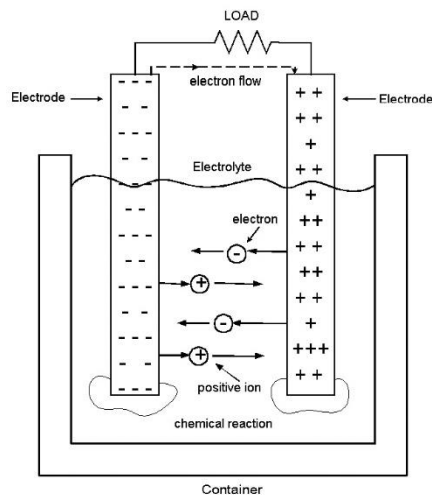 LOAD
electron flow
Electrode
Electrode
Electrolyte
electron
positive ion
chemical reaction
Container